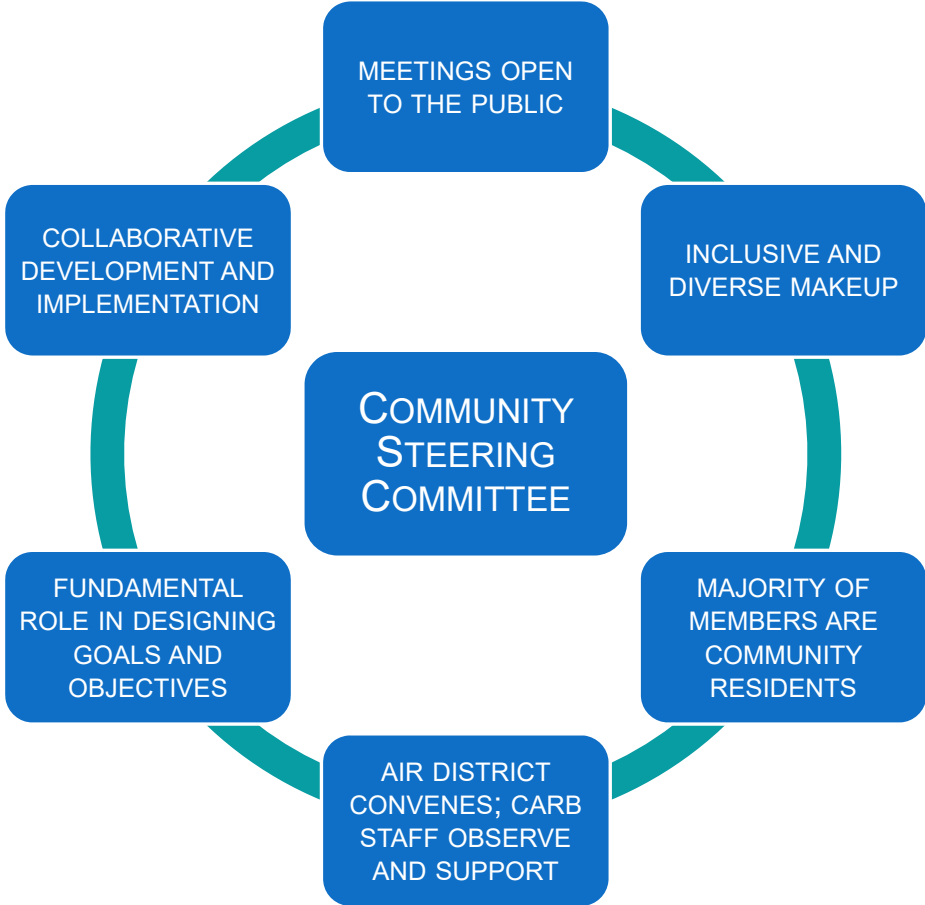 MEETINGS OPEN
TO THE PUBLIC
INCLUSIVE AND
DIVERSE MAKEUP
MAJORITY OF
MEMBERS ARE
COMMUNITY
RESIDENTS
AIR DISTRICT
CONVENES; CARB
STAFF OBSERVE
AND SUPPORT
FUNDAMENTAL
ROLE IN DESIGNING
GOALS AND
OBJECTIVES
COLLABORATIVE
DEVELOPMENT AND
IMPLEMENTATION
COMMUNITY
STEERING
COMMITTEE